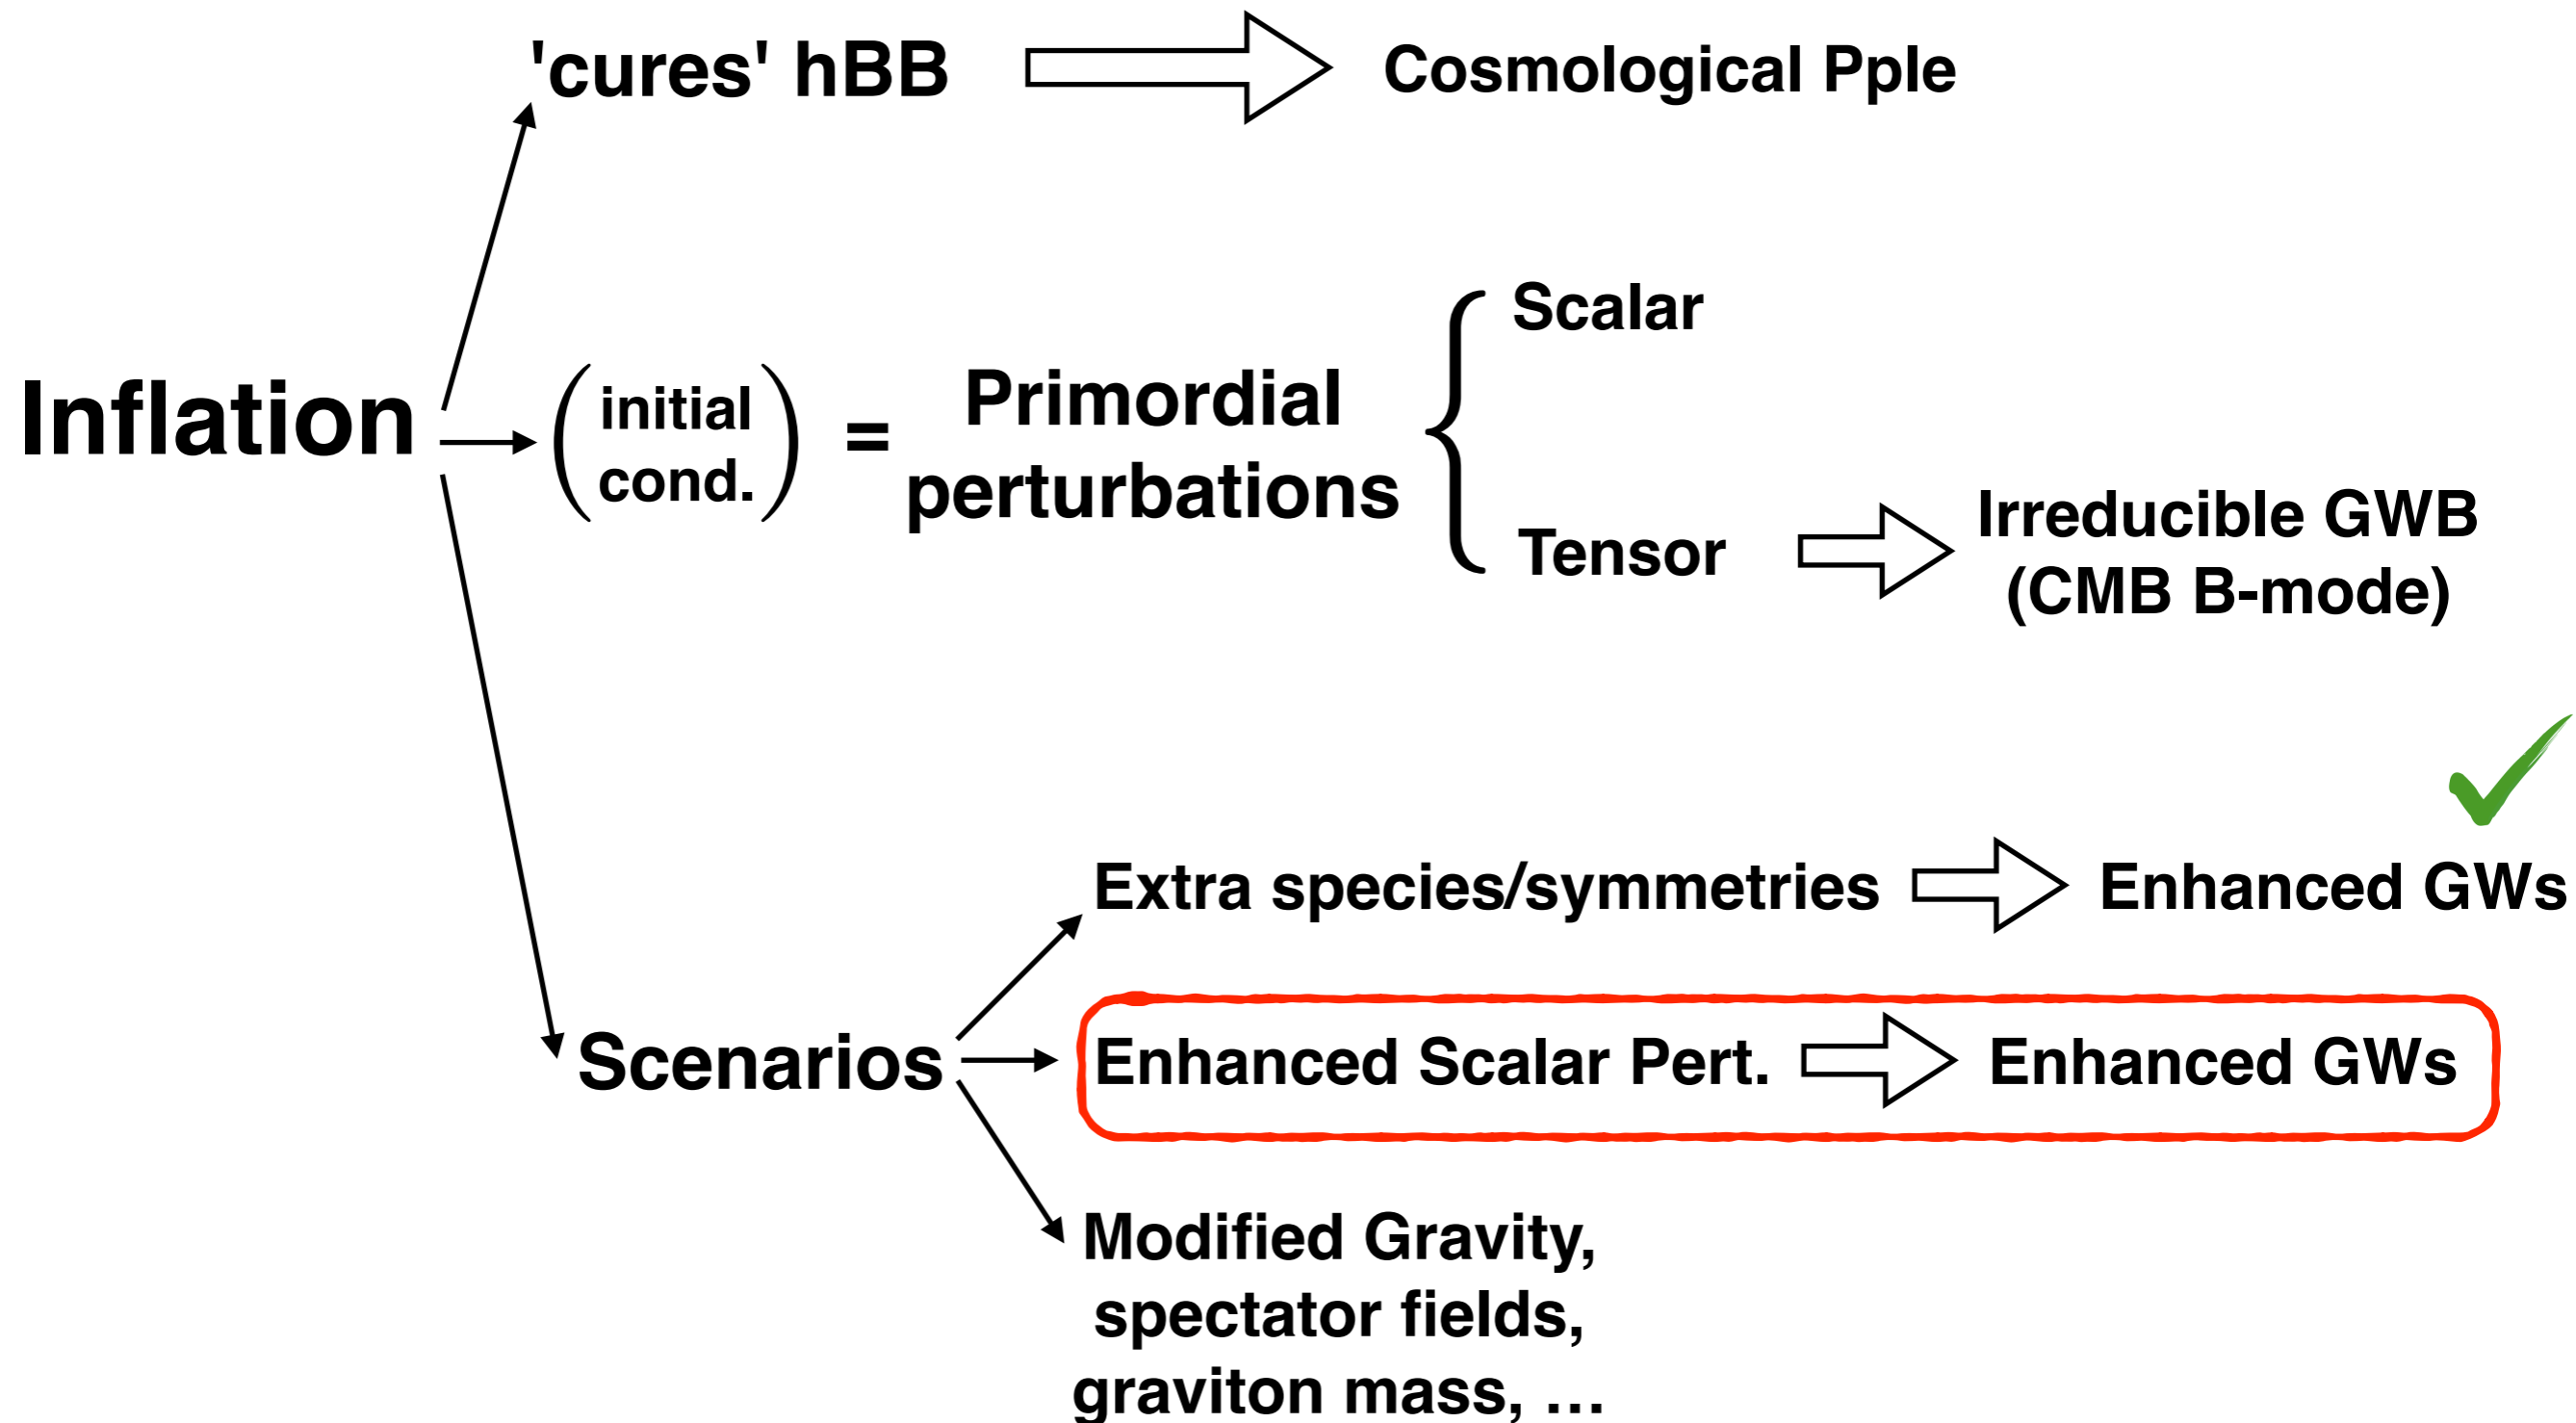 'cures' hBB
Cosmological Pple
Inflation
initial
cond.
=
Primordial
perturbations
Scalar
Tensor
Irreducible GWB
(CMB B-mode)
Scenarios
Extra species/symmetries
Enhanced GWs
Enhanced Scalar Pert.
Enhanced GWs
Modified Gravity,
spectator fields,
graviton mass, ...